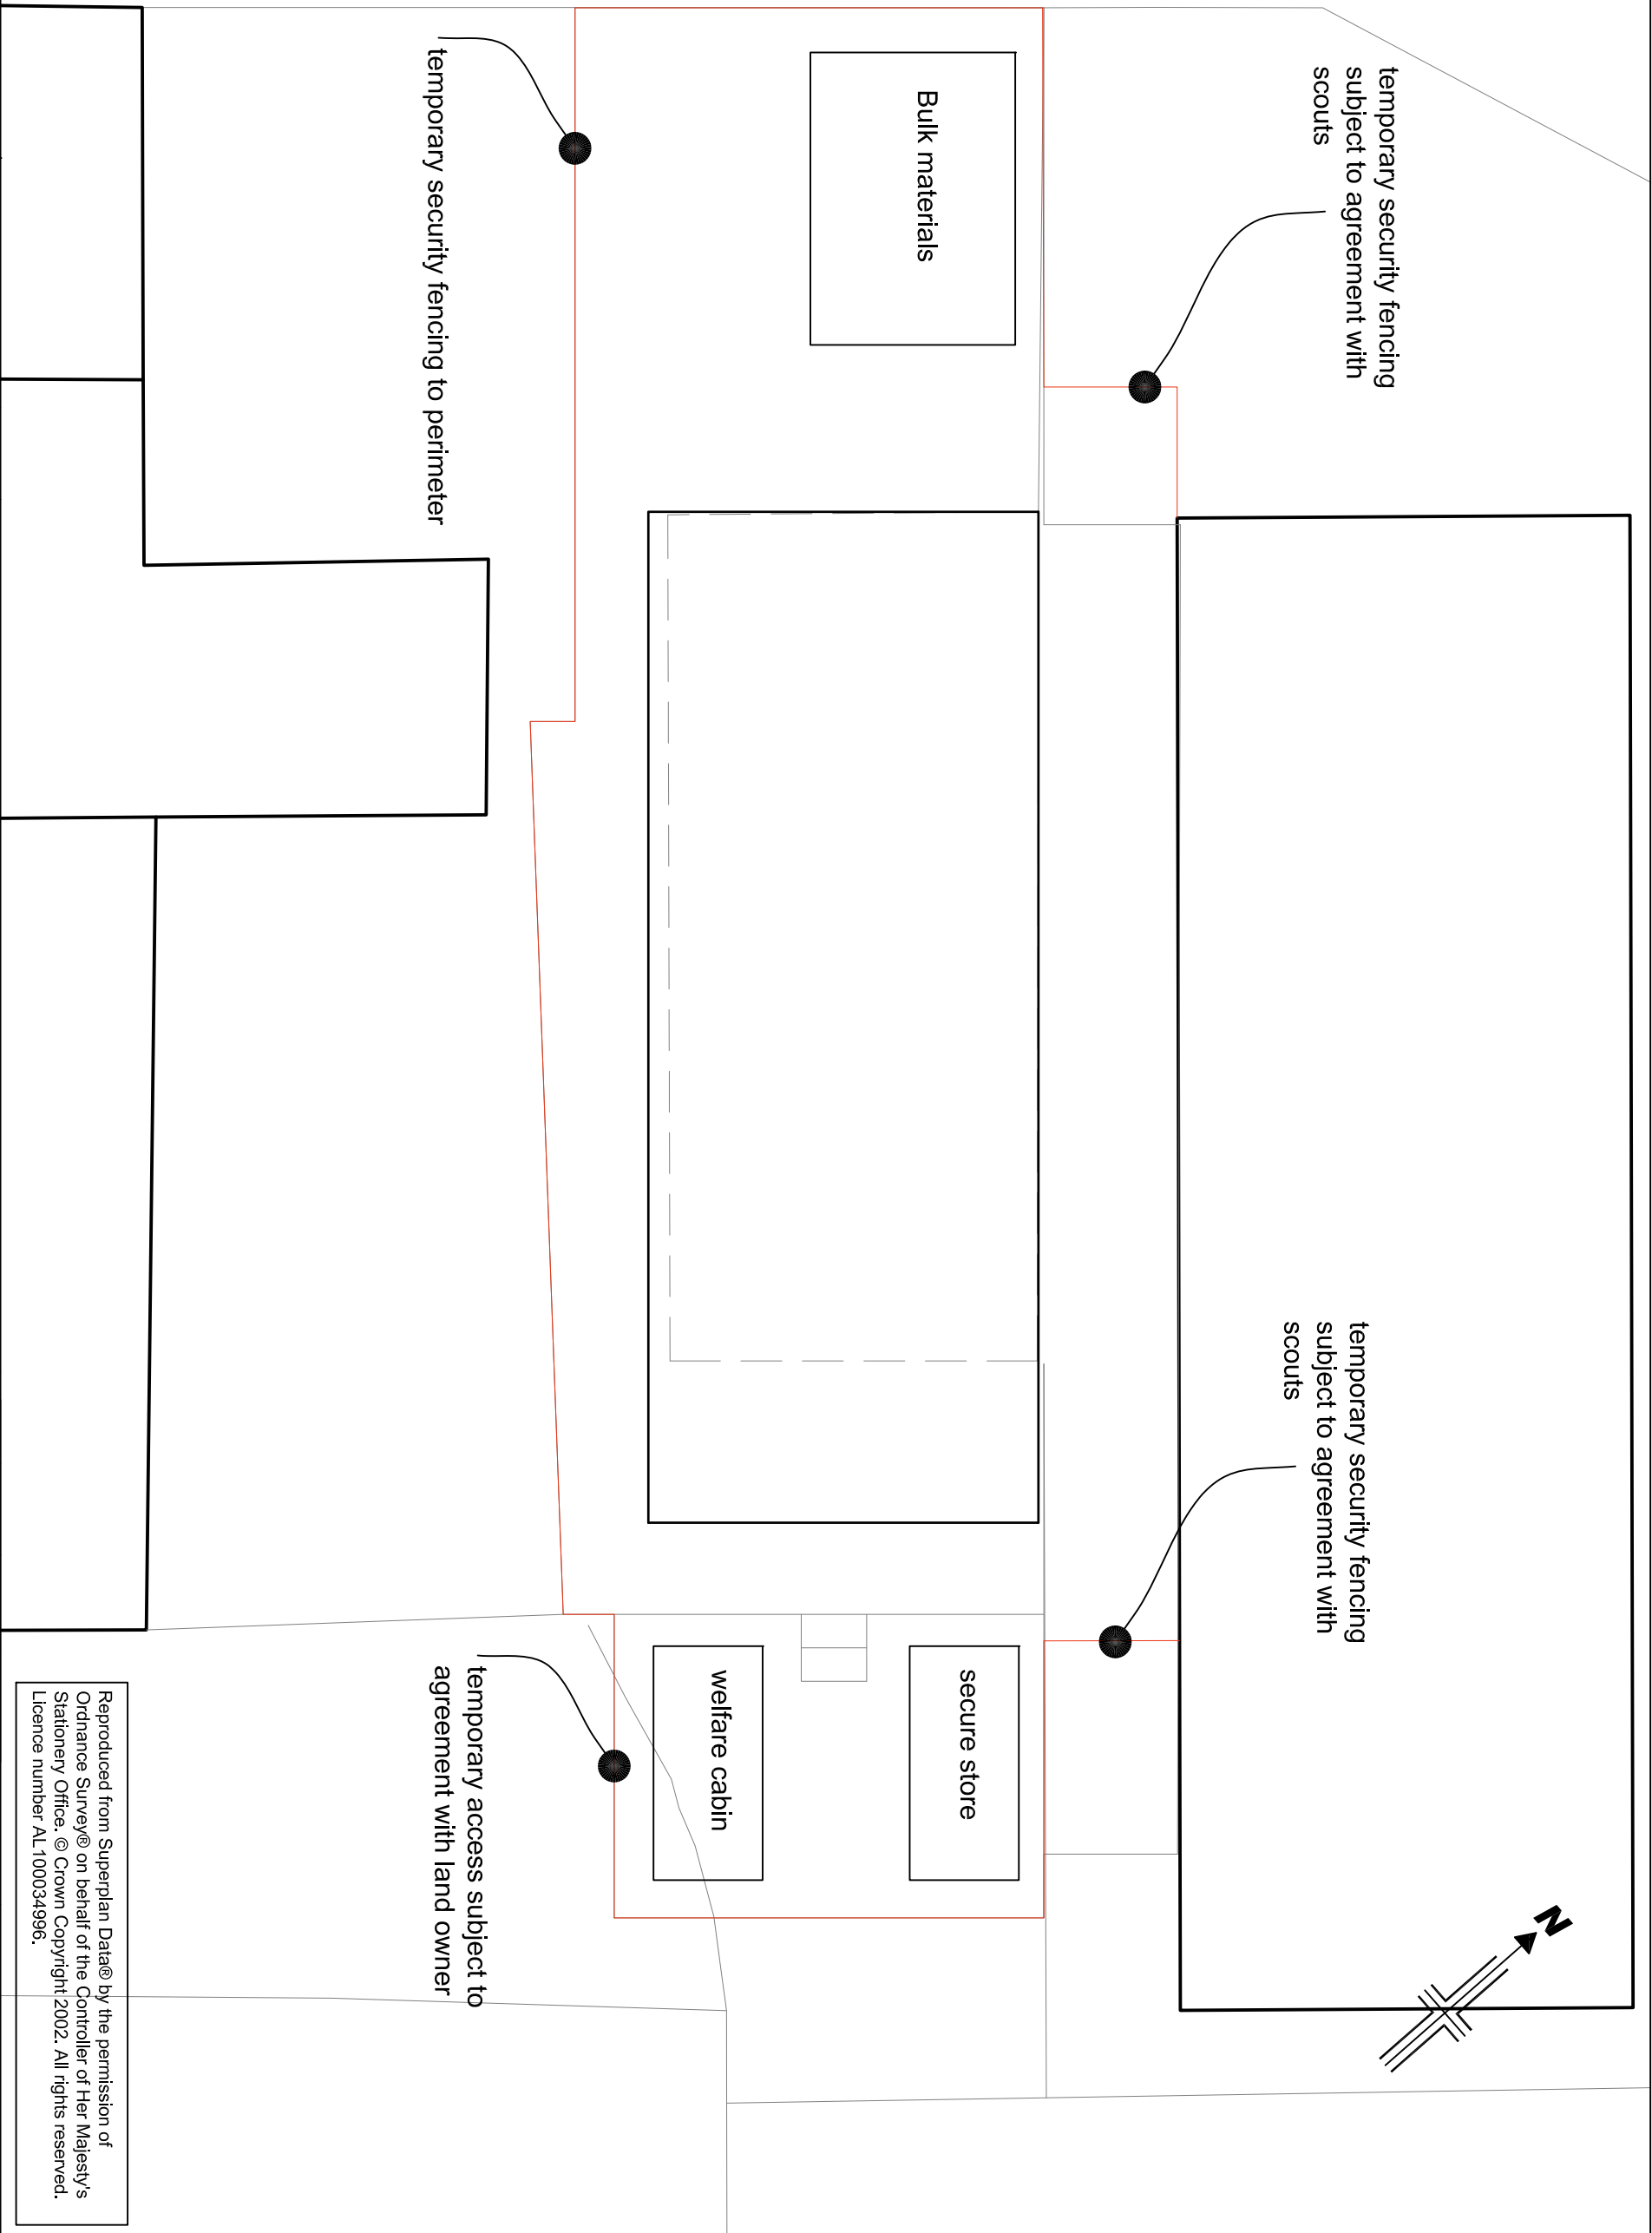 temporary security fencing
subject to agreement with
scouts
temporary security fencing
subject to agreement with
scouts
Bulk materials
secure store
welfare cabin
temporary security fencing to perimeter
temporary access subject to
agreement with land owner
N
Reproduced from Superplan Data® by the permission of
Ordnance Survey® on behalf of the Controller of Her Majesty's
Stationery Office. © Crown Copyright 2002. All rights reserved.
Licence number AL100034996.